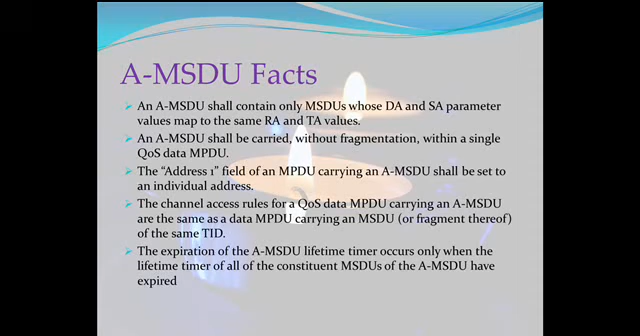 A-MSDU Facts
An A-MSDU shall contain only MSDUs whose DA and SA parameter
values map to the same RA and TA values.
An A-MSDU shall be carried, without fragmentation, within a single
QoS data MPDU.
The “Address 1” field of an MPDU carrying an A-MSDU shall be set to
an individual address.
The channel access rules for a QoS data MPDU carrying an A-MSDU
are the same as a data MPDU carrying an MSDU (or fragment thereof)
of the same TID.
The expiration of the A-MSDU lifetime timer occurs only when the
lifetime timer of all of the constituent MSDUs of the A-MSDU have
expired